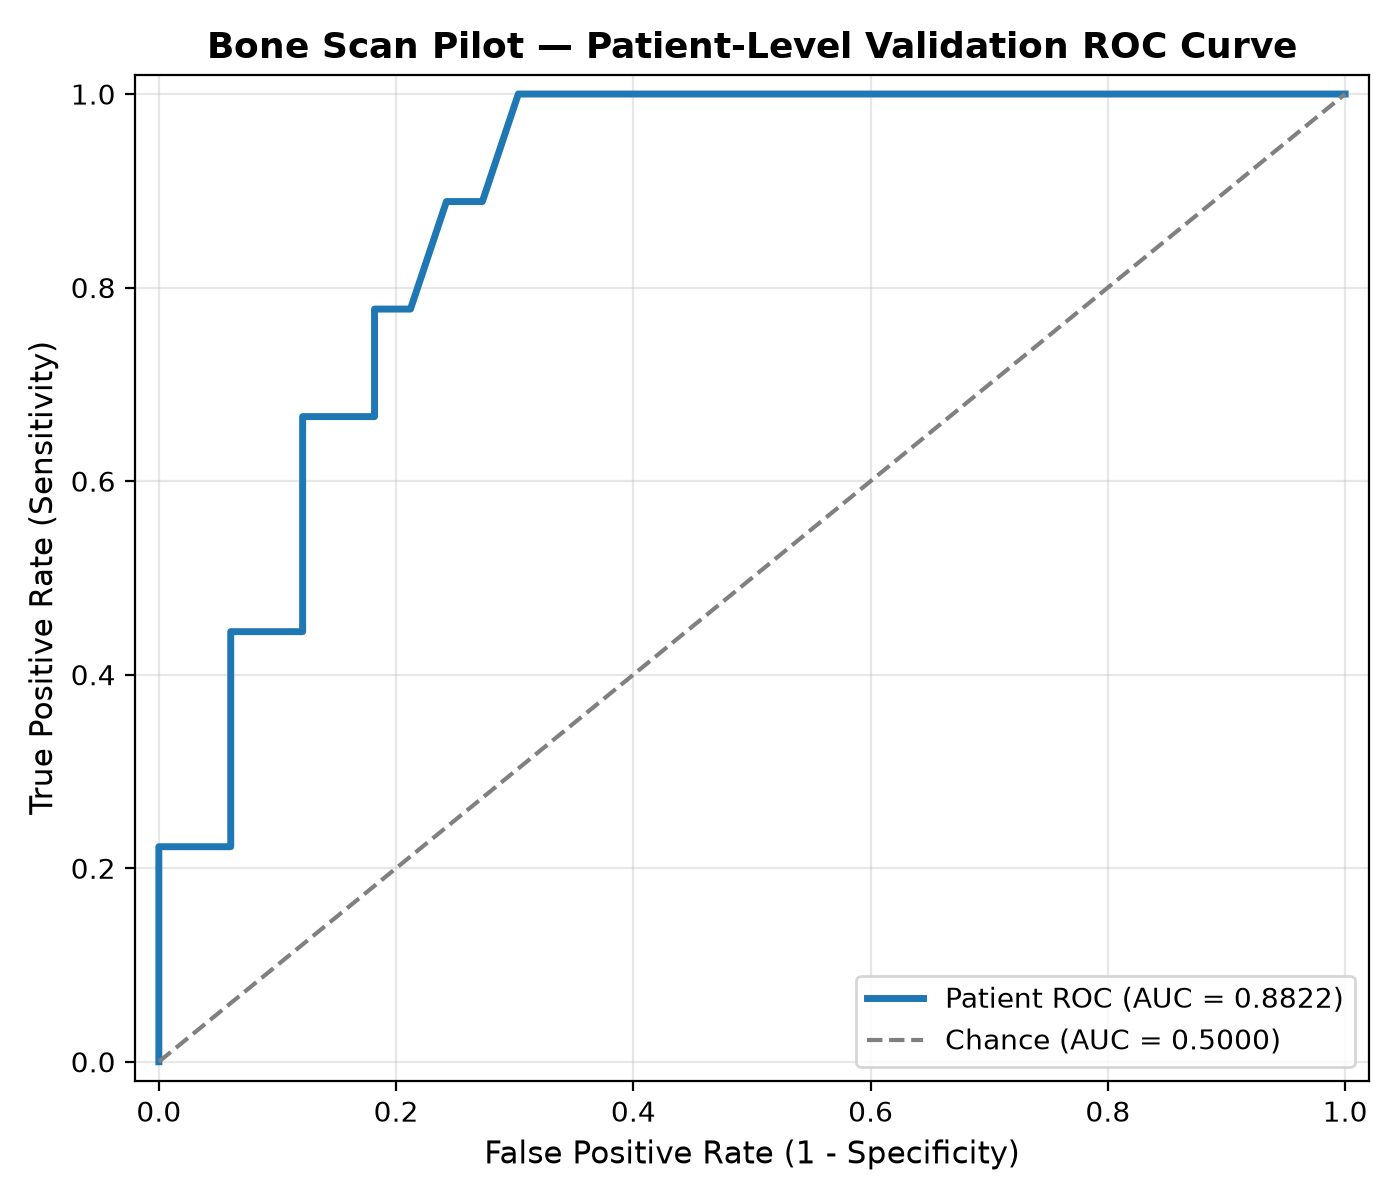 Bone Scan Pilot — Patient-Level Validation ROC Curve
True Positive Rate (Sensitivity)
1.0
0.8
0.6
0.4
0.2
0.0
Patient ROC (AUC = 0.8822)
Chance (AUC = 0.5000)
0.0 0.2 0.4 0.6 0.8 1.0
False Positive Rate (1 - Specificity)